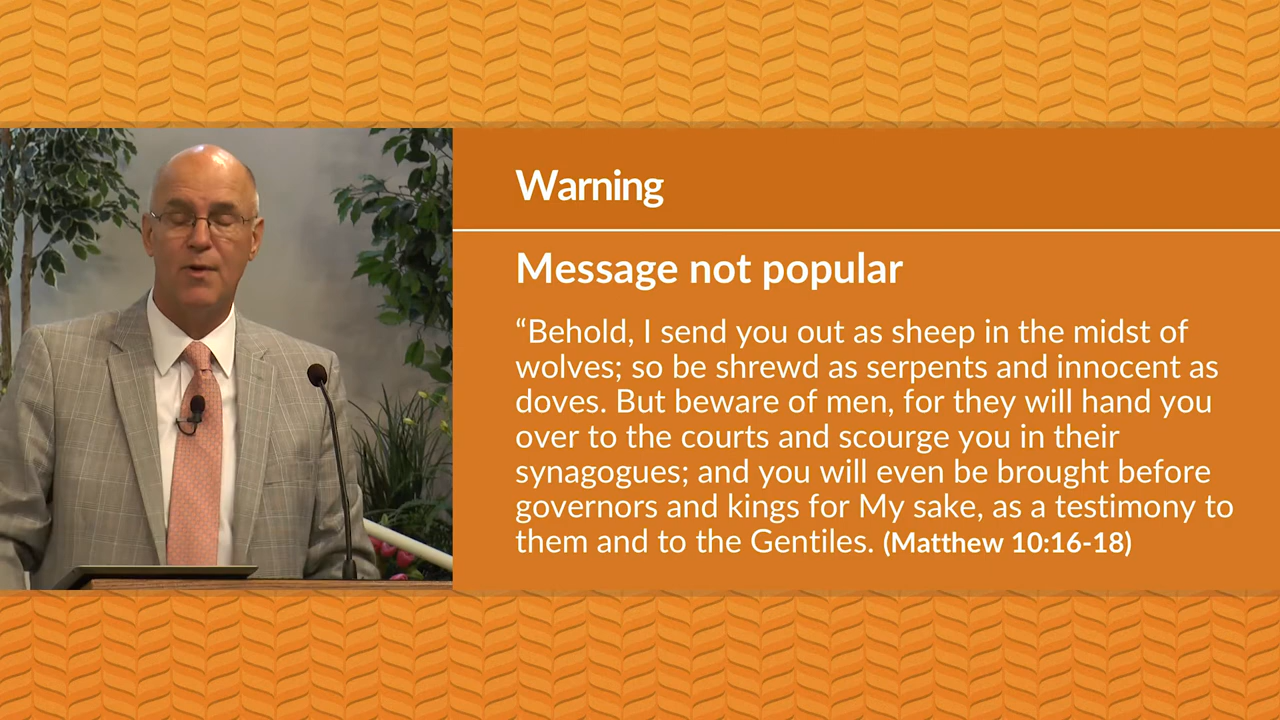 Warning
Message not popular
“Behold, I send you out as sheep in the midst of
wolves; so be shrewd as serpents and innocent as
doves. But beware of men, for they will hand you
over to the courts and scourge you in their
synagogues; and you will even be brought before
governors and kings for My sake, as a testimony to
them and to the Gentiles. (Matthew 10:16-18)